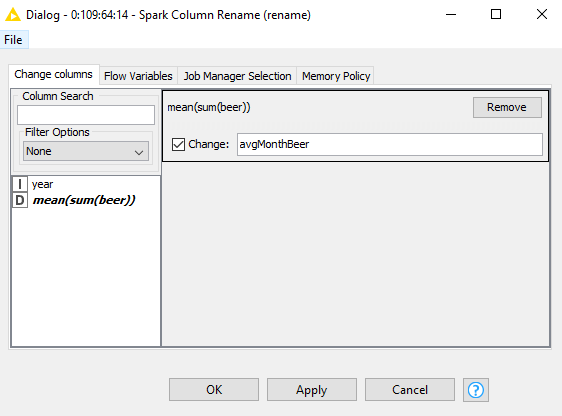 Dialog - 0:109:64:14 - Spark Column Rename (rename)
File
Change columns Flow Variables Job Manager Selection Memory Policy
Column Search
Filter Options
None
I year
D mean(sum(beer))
mean(sum(beer)) Remove
Change: avgMonthBeer
OK Apply Cancel ?